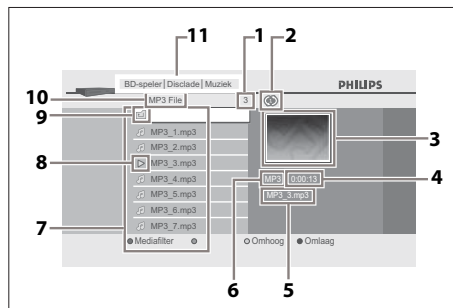 11 1 2
BD-speler | Disclade | Muziek PHILIPS
10 MP3 File 3
9
MP3_1.mp3
MP3_2.mp3
3
8 MP3_3.mp3
MP3_4.mp3 MP3 0:00:13 4
MP3_5.mp3 MP3_3.mp3
MP3_6.mp3
7 MP3_7.mp3
Mediafilter Omhoog Omlaag
6 5